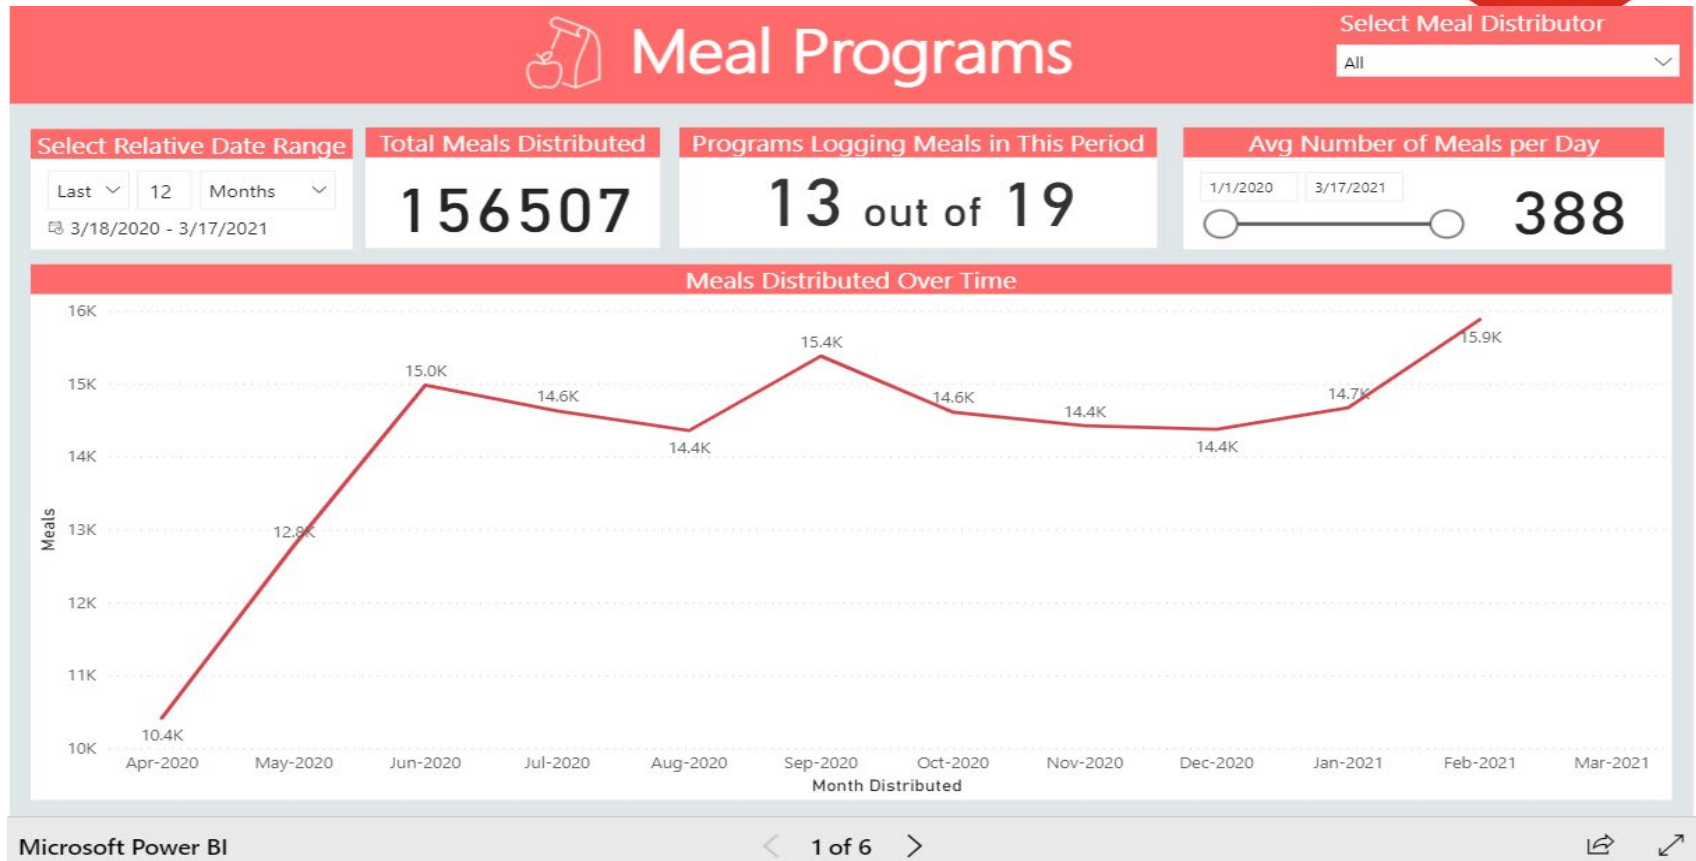 Meal Programs
Select Meal Distributor
All
Select Relative Date Range
Last 12 Months
3/18/2020 - 3/17/2021
Total Meals Distributed
156507
Programs Logging Meals in This Period
13 out of 19
Avg Number of Meals per Day
1/1/2020 3/17/2021
388
Meals Distributed Over Time
16K
15K
14K
13K
12K
11K
10K
Meals
10.4K
12.8K
15.0K
14.6K
14.4K
15.4K
14.6K
14.4K
14.4K
14.7K
15.9K
Apr-2020 May-2020 Jun-2020 Jul-2020 Aug-2020 Sep-2020 Oct-2020 Nov-2020 Dec-2020 Jan-2021 Feb-2021 Mar-2021
Month Distributed
Microsoft Power BI
1 of 6